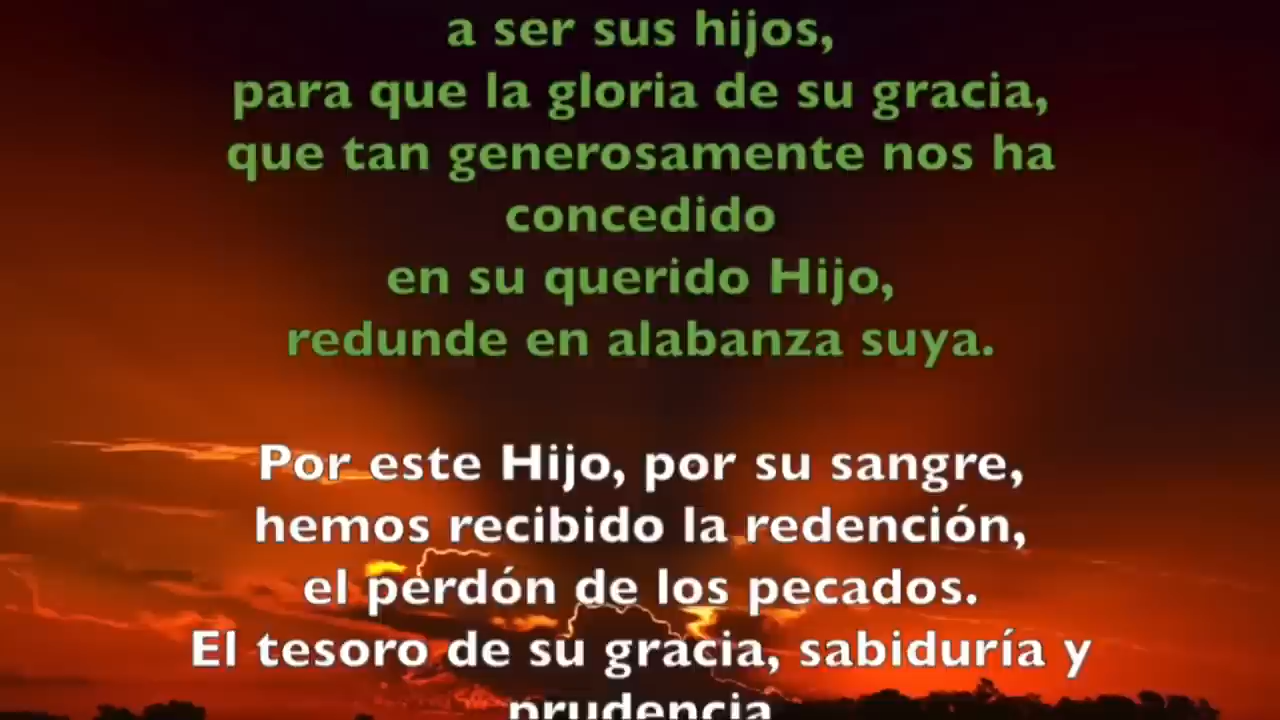 a ser sus hijos,
para que la gloria de su gracia,
que tan generosamente nos ha
concedido
en su querido Hijo,
redunde en alabanza suya.
Por este Hijo, por su sangre,
hemos recibido la redención,
el perdón de los pecados.
El tesoro de su gracia, sabiduría y
prudencia